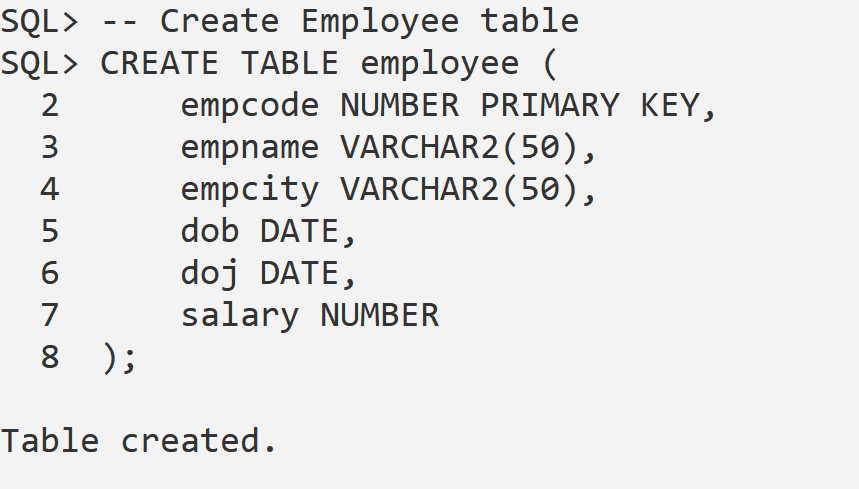 SQL> -- Create Employee table
SQL> CREATE TABLE employee (
  2      empcode NUMBER PRIMARY KEY,
  3      empname VARCHAR2(50),
  4      empcity VARCHAR2(50),
  5      dob DATE,
  6      doj DATE,
  7      salary NUMBER
  8  );
Table created.